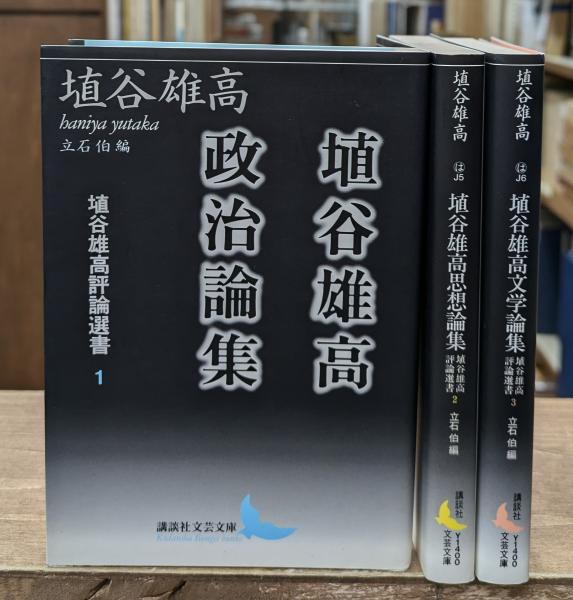 埴谷雄高
haniya yutaka
立石伯編
埴谷雄高
政治論集
埴谷雄高評論選書 1
講談社文芸文庫
Kodansha Bungei bunko
埴谷雄高
は
J5
埴谷雄高思想論集
埴谷雄高
評論選書 2
立石伯編
講談社
文芸文庫
¥1400
埴谷雄高
は
J6
埴谷雄高文学論集
埴谷雄高
評論選書 3
立石伯編
講談社
文芸文庫
¥1400